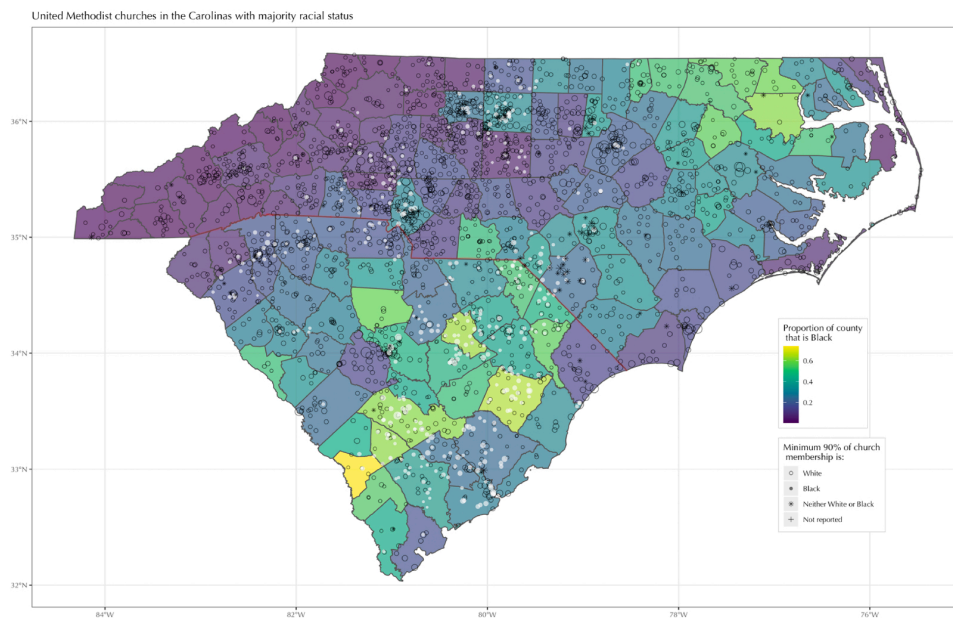 United Methodist churches in the Carolinas with majority racial status
36°N
35°N
34°N
33°N
32°N
84°W
82°W
80°W
78°W
76°W
Proportion of county
that is Black
0.6
0.4
0.2
Minimum 90% of church
membership is:
White
Black
Neither White or Black
Not reported